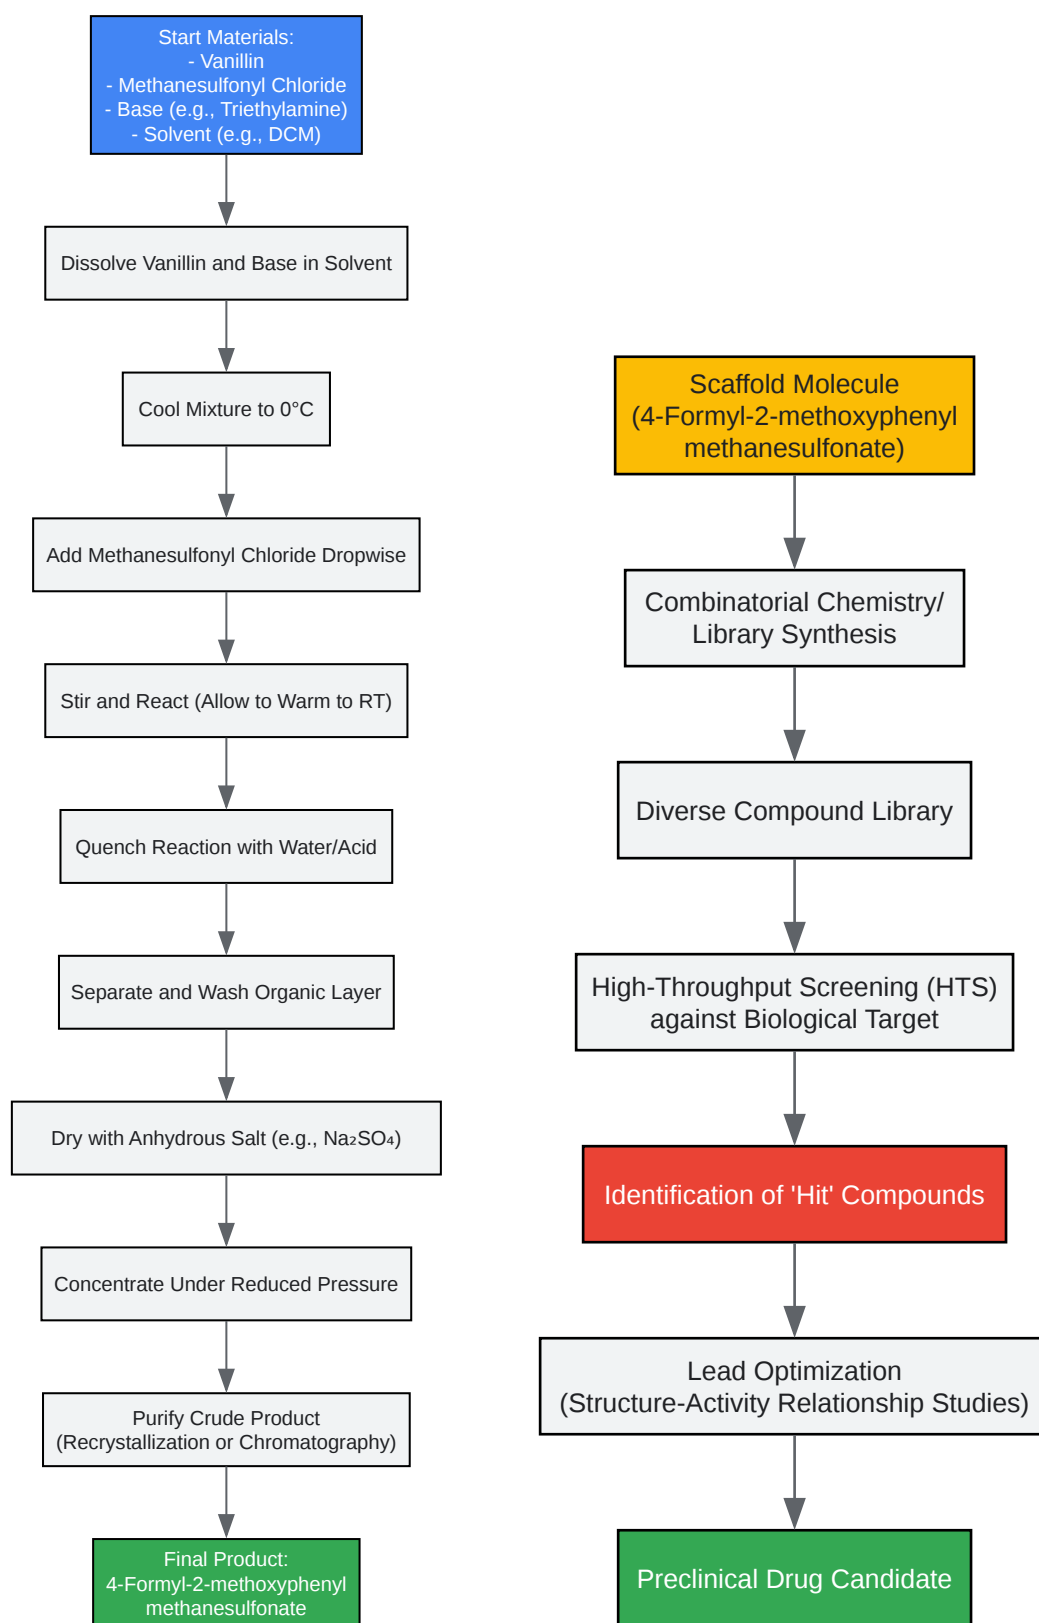 Start Materials:
- Vanillin
- Methanesulfonyl Chloride
- Base (e.g., Triethylamine)
- Solvent (e.g., DCM)
Dissolve Vanillin and Base in Solvent
Cool Mixture to 0°C
Add Methanesulfonyl Chloride Dropwise
Stir and React (Allow to Warm to RT)
Quench Reaction with Water/Acid
Separate and Wash Organic Layer
Dry with Anhydrous Salt (e.g., Na₂SO₄)
Concentrate Under Reduced Pressure
Purify Crude Product
(Recrystallization or Chromatography)
Final Product:
4-Formyl-2-methoxyphenyl
methanesulfonate
Scaffold Molecule
(4-Formyl-2-methoxyphenyl
methanesulfonate)
Combinatorial Chemistry/
Library Synthesis
Diverse Compound Library
High-Throughput Screening (HTS)
against Biological Target
Identification of 'Hit' Compounds
Lead Optimization
(Structure-Activity Relationship Studies)
Preclinical Drug Candidate